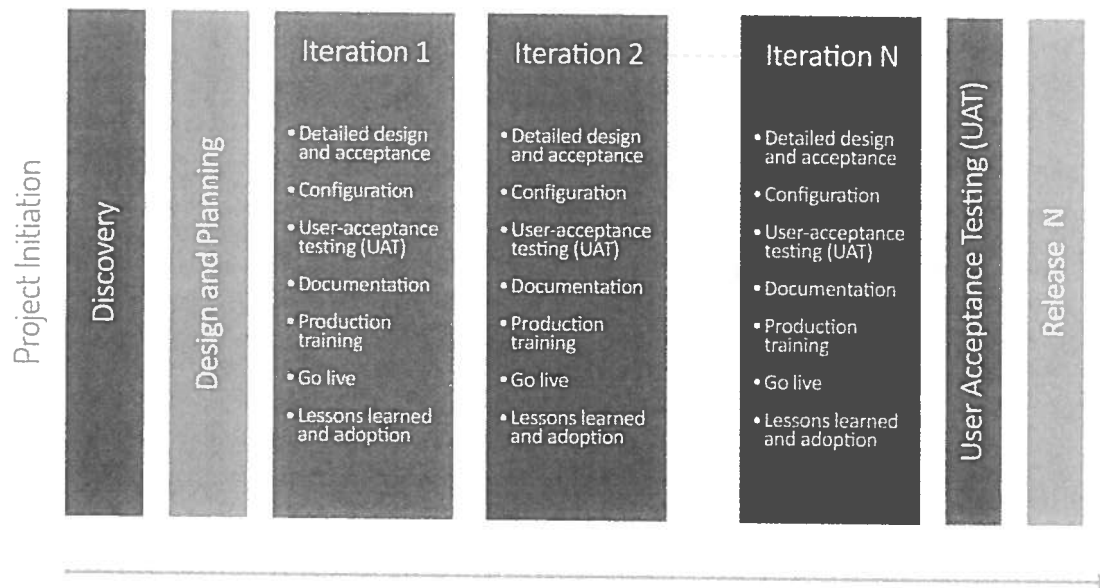 Project Initiation
Discovery
Design and Planning
Iteration 1
• Detailed design
and acceptance
• Configuration
• User-acceptance
testing (UAT)
• Documentation
• Production
training
• Go live
• Lessons learned
and adoption
Iteration 2
• Detailed design
and acceptance
• Configuration
• User-acceptance
testing (UAT)
• Documentation
• Production
training
• Go live
• Lessons learned
and adoption
Iteration N
• Detailed design
and acceptance
• Configuration
• User-acceptance
testing (UAT)
• Documentation
• Production
training
• Go live
• Lessons learned
and adoption
User Acceptance Testing (UAT)
Release N